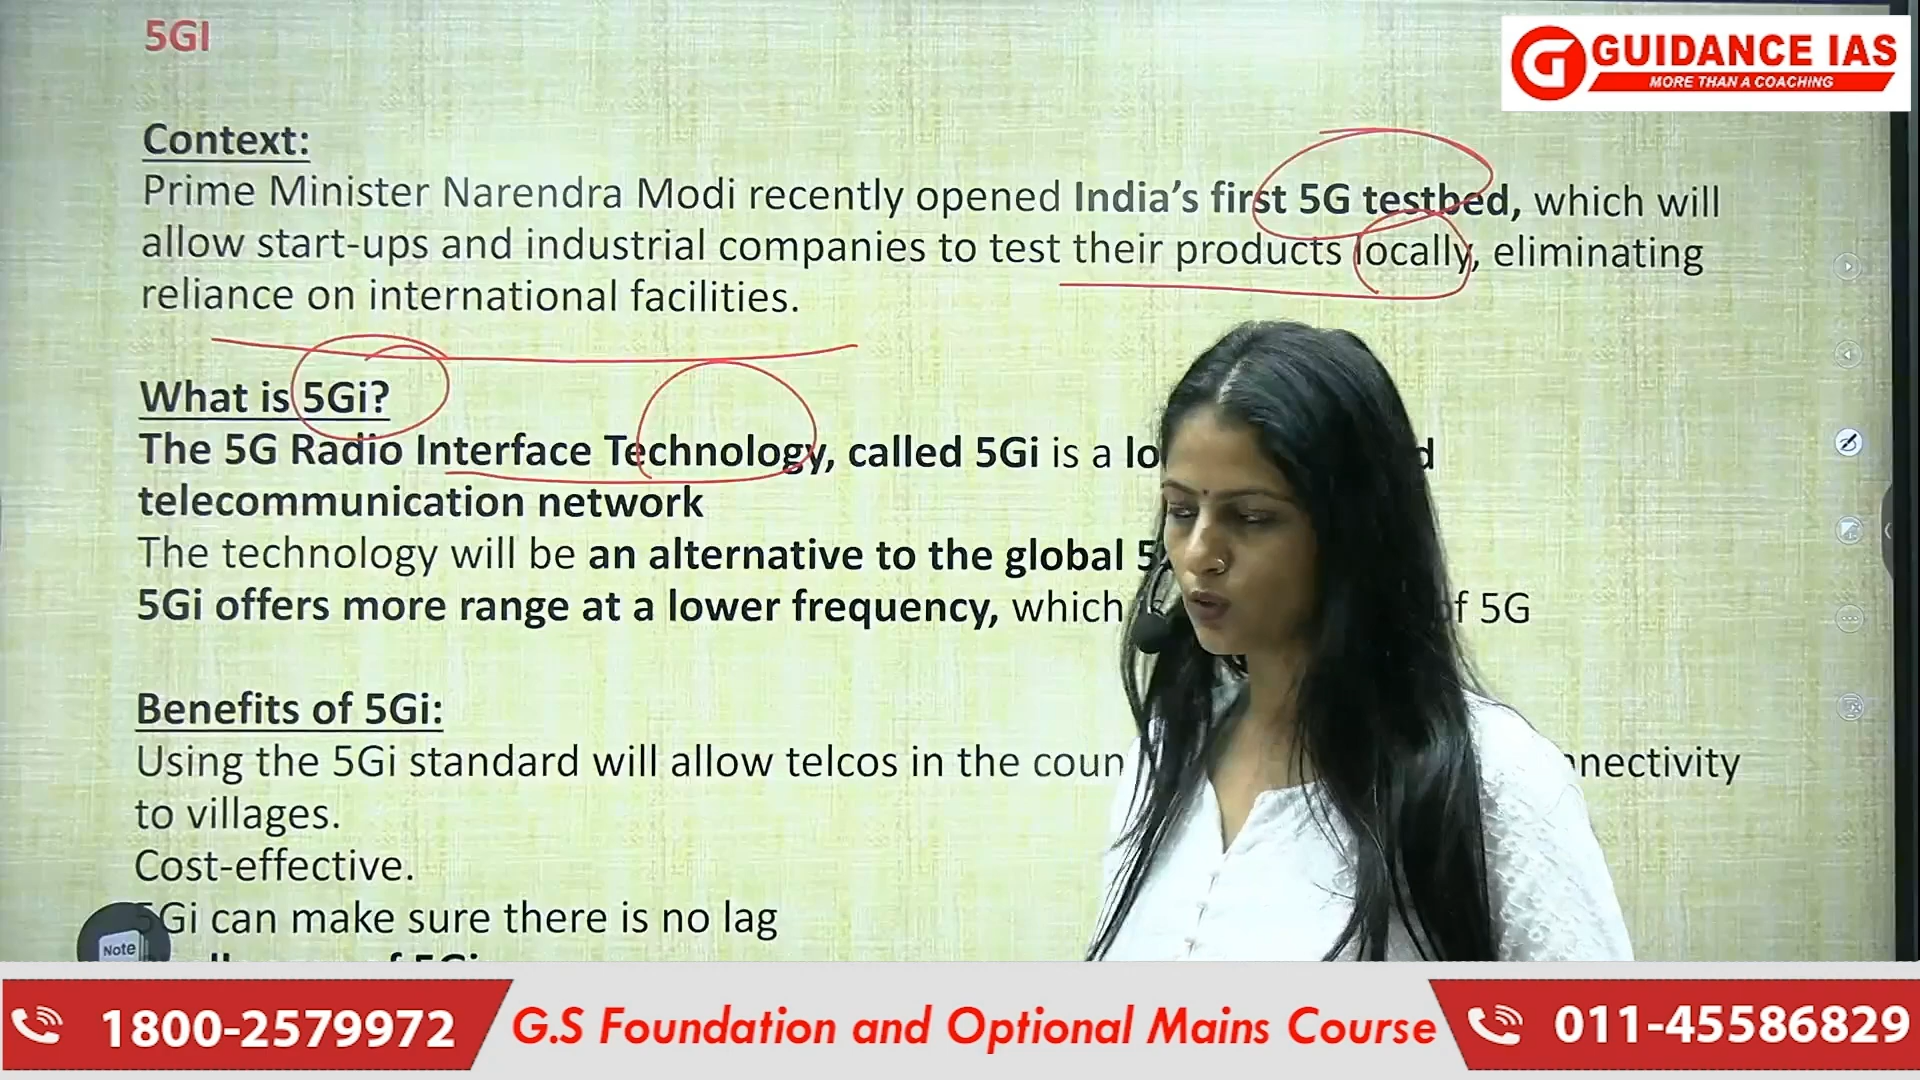 5GI
GUIDANCE IAS
MORE THAN A COACHING
Context:
Prime Minister Narendra Modi recently opened India's first 5G testbed, which will
allow start-ups and industrial companies to test their products locally, eliminating
reliance on international facilities.
What is 5Gi?
The 5G Radio Interface Technology, called 5Gi is a
telecommunication network
The technology will be an alternative to the global
5Gi offers more range at a lower frequency, which of 5G
Benefits of 5Gi:
Using the 5Gi standard will allow telcos in the
to villages.
Cost-effective.
5Gi can make sure there is no lag
Note
1800-2579972
G.S Foundation and Optional Mains Course
011-45586829